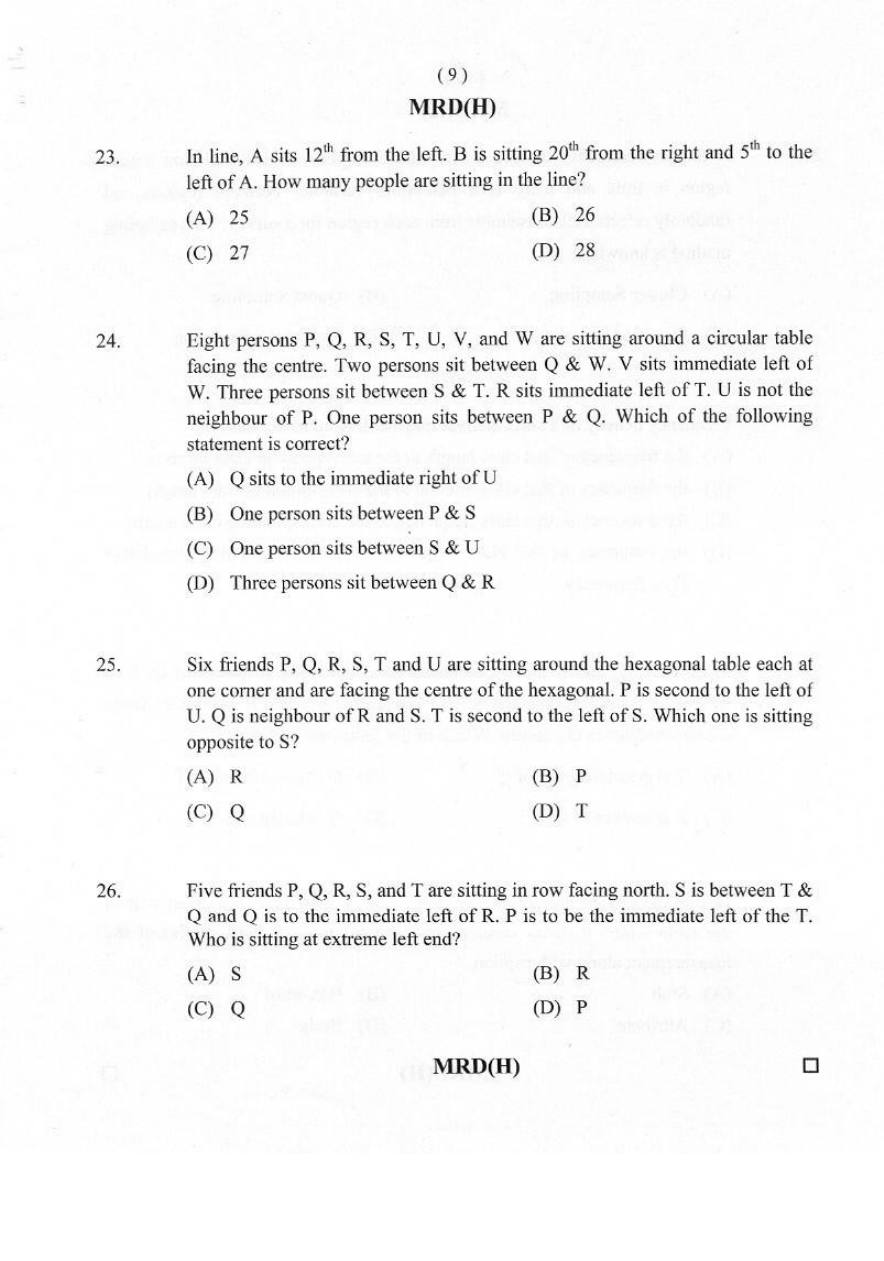 ( 9 )
MRD(H)
23. In line, A sits 12th from the left. B is sitting 20th from the right and 5th to the
left of A. How many people are sitting in the line?
(A) 25 (B) 26
(C) 27 (D) 28
24. Eight persons P, Q, R, S, T, U, V, and W are sitting around a circular table
facing the centre. Two persons sit between Q & W. V sits immediate left of
W. Three persons sit between S & T. R sits immediate left of T. U is not the
neighbour of P. One person sits between P & Q. Which of the following
statement is correct?
(A) Q sits to the immediate right of U
(B) One person sits between P & S
(C) One person sits between S & U
(D) Three persons sit between Q & R
25. Six friends P, Q, R, S, T and U are sitting around the hexagonal table each at
one corner and are facing the centre of the hexagonal. P is second to the left of
U. Q is neighbour of R and S. T is second to the left of S. Which one is sitting
opposite to S?
(A) R (B) P
(C) Q (D) T
26. Five friends P, Q, R, S, and T are sitting in row facing north. S is between T &
Q and Q is to the immediate left of R. P is to be the immediate left of the T.
Who is sitting at extreme left end?
(A) S (B) R
(C) Q (D) P
MRD(H)